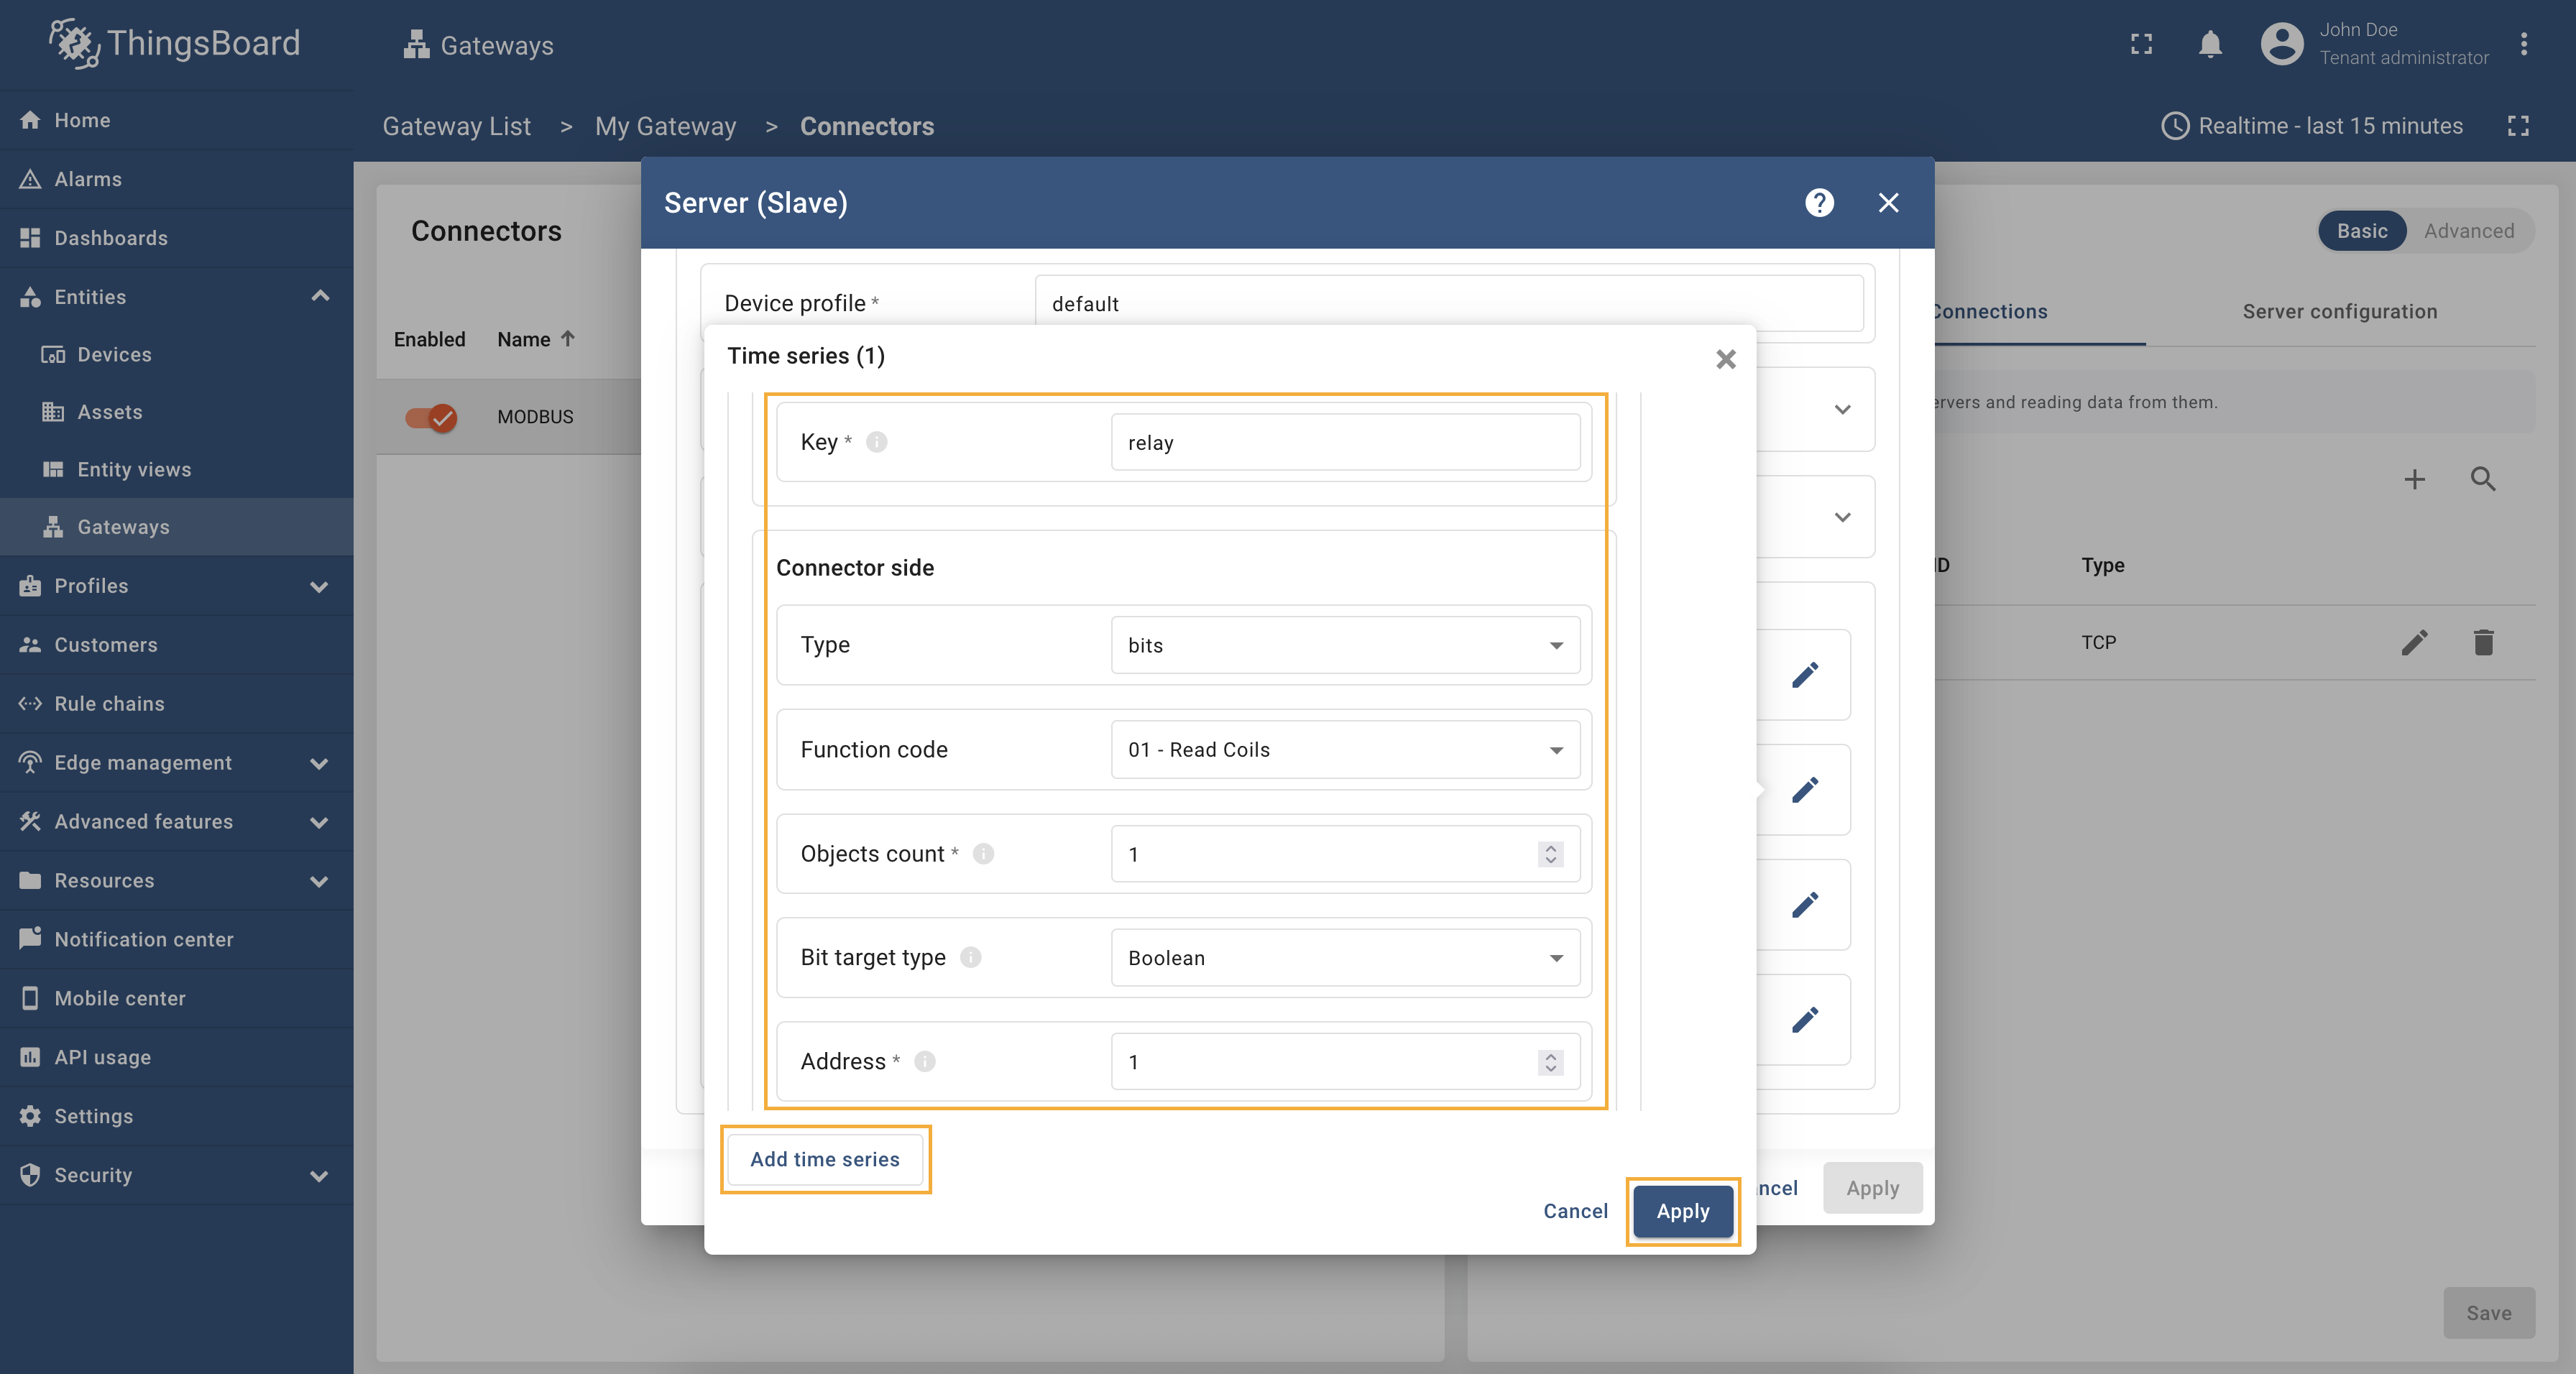 ThingsBoard
Gateways
John Doe
Tenant administrator
Gateway List > My Gateway > Connectors
Realtime - last 15 minutes
Home
Alarms
Dashboards
Entities
Devices
Assets
Entity views
Gateways
Profiles
Customers
Rule chains
Edge management
Advanced features
Resources
Notification center
Mobile center
API usage
Settings
Security
Connectors
Enabled Name
MODBUS
Server (Slave)
Device profile * default
Time series (1)
Key * relay
Connector side
Type bits
Function code 01 - Read Coils
Objects count * 1
Bit target type Boolean
Address * 1
Add time series
Cancel Apply
Apply
Basic Advanced
Connections Server configuration
and reading data from them.
ID Type
TCP
Save